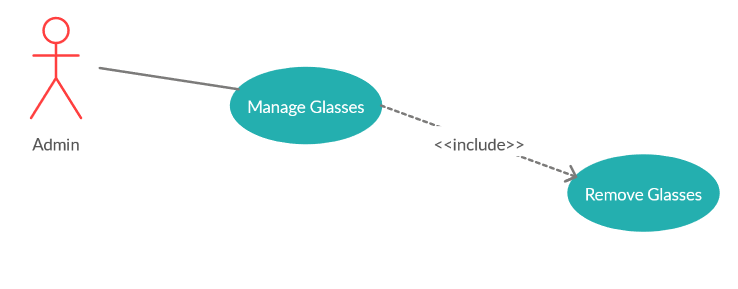 Manage Glasses
Admin
<<include>>
Remove Glasses